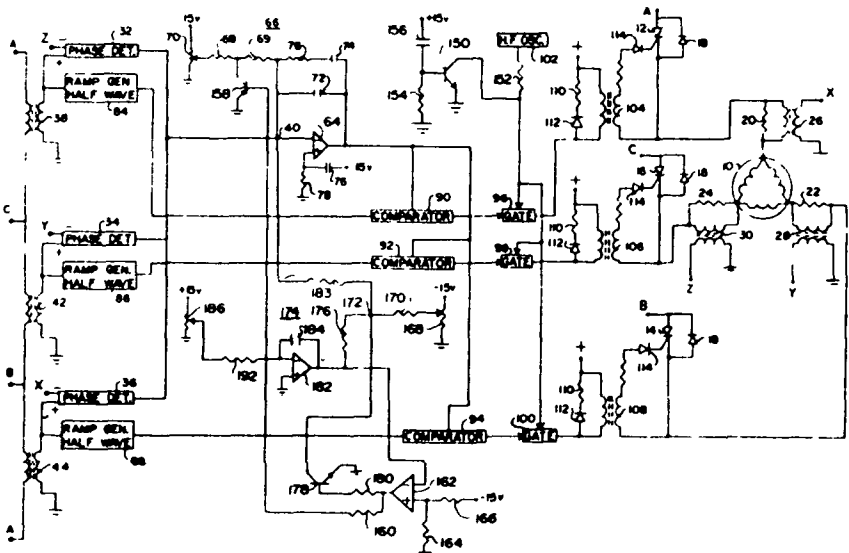 15v
66
156
+15v
A
Z
32
70
68
69
78
74
150
H.F. OSC.
102
114
12
18
A
PHASE DET.
+
152
110
X
RAMP GEN.
HALF WAVE
72
158
154
112
104
20
26
38
84
40
64
C
10
15v
76
16
18
C
78
90
96
114
24
22
Y
34
COMPARATOR
GATE
110
PHASE DET.
92
98
112
106
30
28
+
COMPARATOR
GATE
RAMP GEN.
HALF WAVE
183
Z
Y
+15v
-15v
42
86
186
174
172
170
B
184
176
168
14
18
B
X
36
192
182
114
PHASE DET.
+
94
100
110
RAMP GEN.
HALF WAVE
COMPARATOR
GATE
112
108
44
88
178
180
162
-15v
160
166
A
164